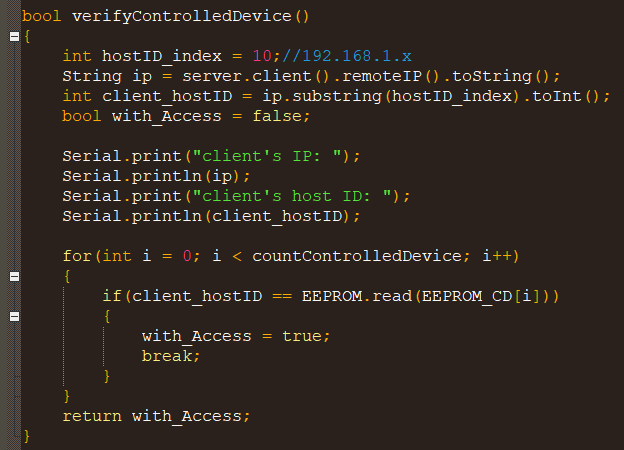 bool verifyControlledDevice()
{
    int hostID_index = 10;//192.168.1.x
    String ip = server.client().remoteIP().toString();
    int client_hostID = ip.substring(hostID_index).toInt();
    bool with_Access = false;

    Serial.print("client's IP: ");
    Serial.println(ip);
    Serial.print("client's host ID: ");
    Serial.println(client_hostID);

    for(int i = 0; i < countControlledDevice; i++)
    {
        if(client_hostID == EEPROM.read(EEPROM_CD[i]))
        {
            with_Access = true;
            break;
        }
    }
    return with_Access;
}